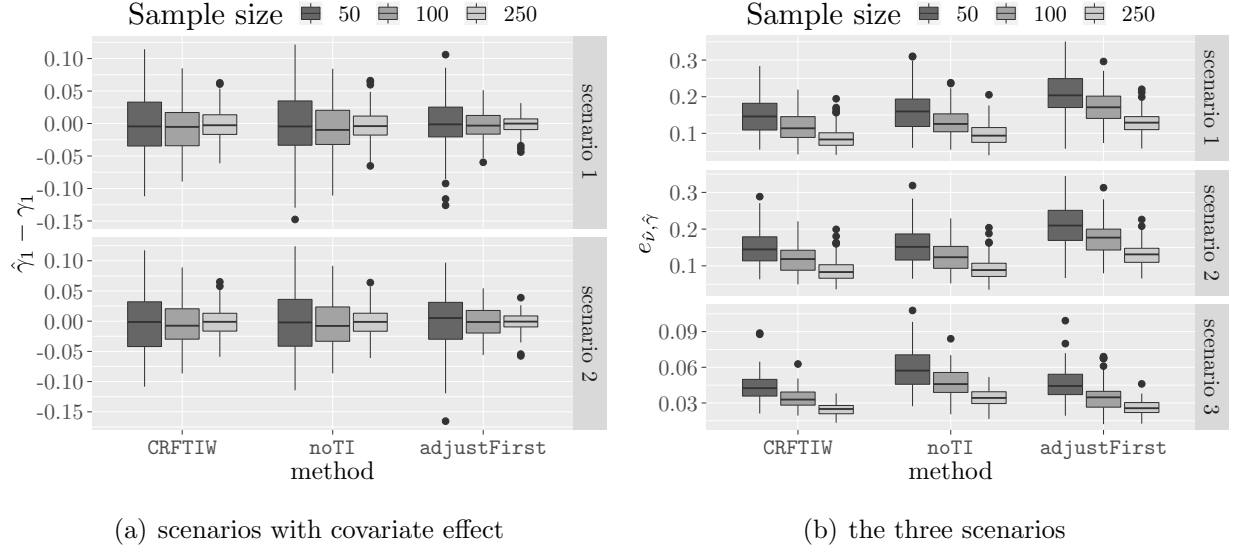 Sample size 50 100 250
0.10
0.05
0.00
-0.05
-0.10
-0.15
scenario 1
0.10
0.05
0.00
-0.05
-0.10
-0.15
scenario 2
γ̂₁ − γ₁
CRFTIW noTI adjustFirst
method
(a) scenarios with covariate effect
Sample size 50 100 250
0.3
0.2
0.1
scenario 1
0.3
0.2
0.1
scenario 2
0.09
0.06
0.03
scenario 3
e_{ν̂,γ̂}
CRFTIW noTI adjustFirst
method
(b) the three scenarios